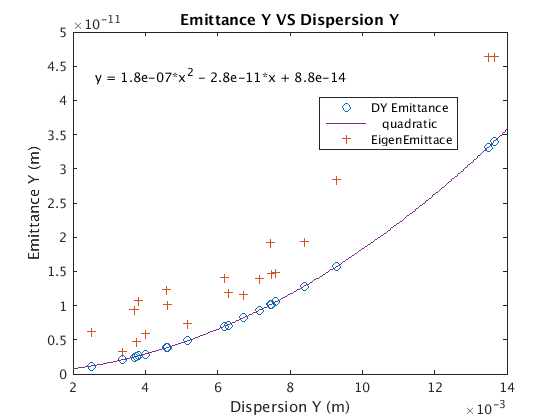 Emittance Y VS Dispersion Y
×10⁻¹¹
y = 1.8e-07*x² - 2.8e-11*x + 8.8e-14
DY Emittance
quadratic
EigenEmittace
5
4.5
4
3.5
3
2.5
2
1.5
1
0.5
0
Emittance Y (m)
2 4 6 8 10 12 14
Dispersion Y (m)
×10⁻³